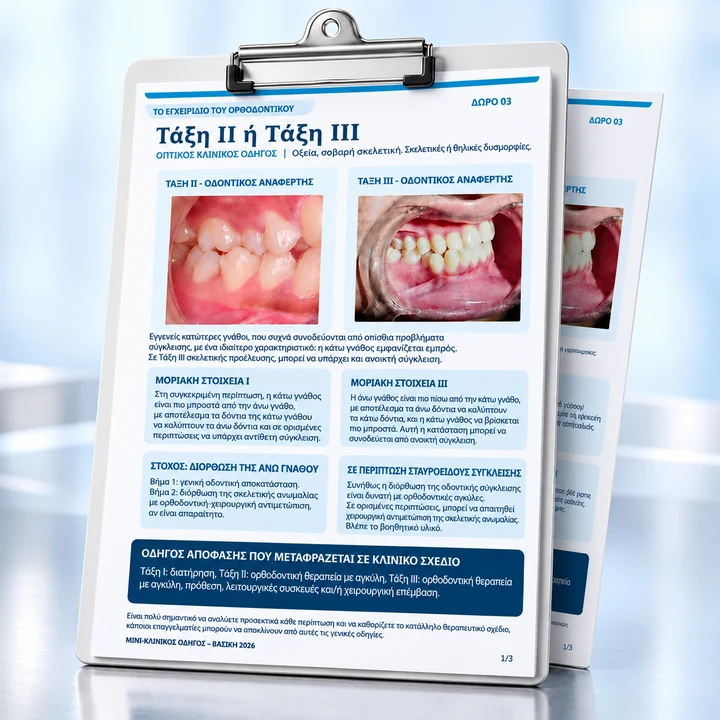 ΤΟ ΕΓΧΕΙΡΙΔΙΟ ΤΟΥ ΟΡΘΟΔΟΝΤΙΚΟΥ
ΔΩΡΟ 03
Τάξη ΙΙ ή Τάξη ΙΙΙ
ΟΠΤΙΚΟΣ ΚΛΙΝΙΚΟΣ ΟΔΗΓΟΣ | Οξεία, σοβαρή σκελετική. Σκελετικές ή θηλικές δυσμορφίες.
ΤΑΞΗ ΙΙ - ΟΔΟΝΤΙΚΟΣ ΑΝΑΦΕΡΤΗΣ
ΤΑΞΗ ΙΙΙ - ΟΔΟΝΤΙΚΟΣ ΑΝΑΦΕΡΤΗΣ
Εγγενείς κατώτερες γνάθοι, που συχνά συνοδεύονται από οπίσθια προβλήματα
σύγκλεισης, με ένα ιδιαίτερο χαρακτηριστικό: η κάτω γνάθος εμφανίζεται εμπρός.
Σε Τάξη ΙΙΙ σκελετικής προέλευσης, μπορεί να υπάρχει και ανοικτή σύγκλειση.
ΜΟΡΙΑΚΗ ΣΤΟΙΧΕΙΑ Ι
Στη συγκεκριμένη περίπτωση, η κάτω γνάθος
είναι πιο μπροστά από την άνω γνάθο,
με αποτέλεσμα τα δόντια της κάτω γνάθου
να καλύπτουν τα άνω δόντια και σε ορισμένες
περιπτώσεις να υπάρχει αντίθετη σύγκλειση.
ΜΟΡΙΑΚΗ ΣΤΟΙΧΕΙΑ ΙΙΙ
Η άνω γνάθος είναι πιο πίσω από την κάτω γνάθο,
με αποτέλεσμα τα άνω δόντια να καλύπτουν
τα κάτω δόντια, και η κάτω γνάθος να βρίσκεται
πιο μπροστά. Αυτή η κατάσταση μπορεί να
συνοδεύεται από ανοικτή σύγκλειση.
ΣΤΟΧΟΣ: ΔΙΟΡΘΩΣΗ ΤΗΣ ΑΝΩ ΓΝΑΘΟΥ
Βήμα 1: γενική οδοντική αποκατάσταση.
Βήμα 2: διόρθωση της σκελετικής ανωμαλίας
με ορθοδοντική-χειρουργική αντιμετώπιση,
αν είναι απαραίτητο.
ΣΕ ΠΕΡΙΠΤΩΣΗ ΣΤΑΥΡΟΕΙΔΟΥΣ ΣΥΓΚΛΕΙΣΗΣ
Συνήθως η διόρθωση της οδοντικής σύγκλεισης
είναι δυνατή με ορθοδοντικές αγκύλες.
Σε ορισμένες περιπτώσεις, μπορεί να απαιτηθεί
χειρουργική αντιμετώπιση της σκελετικής ανωμαλίας.
Βλέπε το βοηθητικό υλικό.
ΟΔΗΓΟΣ ΑΠΟΦΑΣΗΣ ΠΟΥ ΜΕΤΑΦΡΑΖΕΤΑΙ ΣΕ ΚΛΙΝΙΚΟ ΣΧΕΔΙΟ
Τάξη Ι: διατήρηση, Τάξη ΙΙ: ορθοδοντική θεραπεία με αγκύλη, Τάξη ΙΙΙ: ορθοδοντική θεραπεία
με αγκύλη, πρόθεση, λειτουργικές συσκευές και/ή χειρουργική επέμβαση.
Είναι πολύ σημαντικό να αναλύετε προσεκτικά κάθε περίπτωση και να καθορίζετε το κατάλληλο θεραπευτικό σχέδιο,
κάποιοι επαγγελματίες μπορούν να αποκλίνουν από αυτές τις γενικές οδηγίες.
ΜΙΝΙ-ΚΛΙΝΙΚΟΣ ΟΔΗΓΟΣ – ΒΑΣΙΚΗ 2026
1/3
ΔΩΡΟ 03
1/3